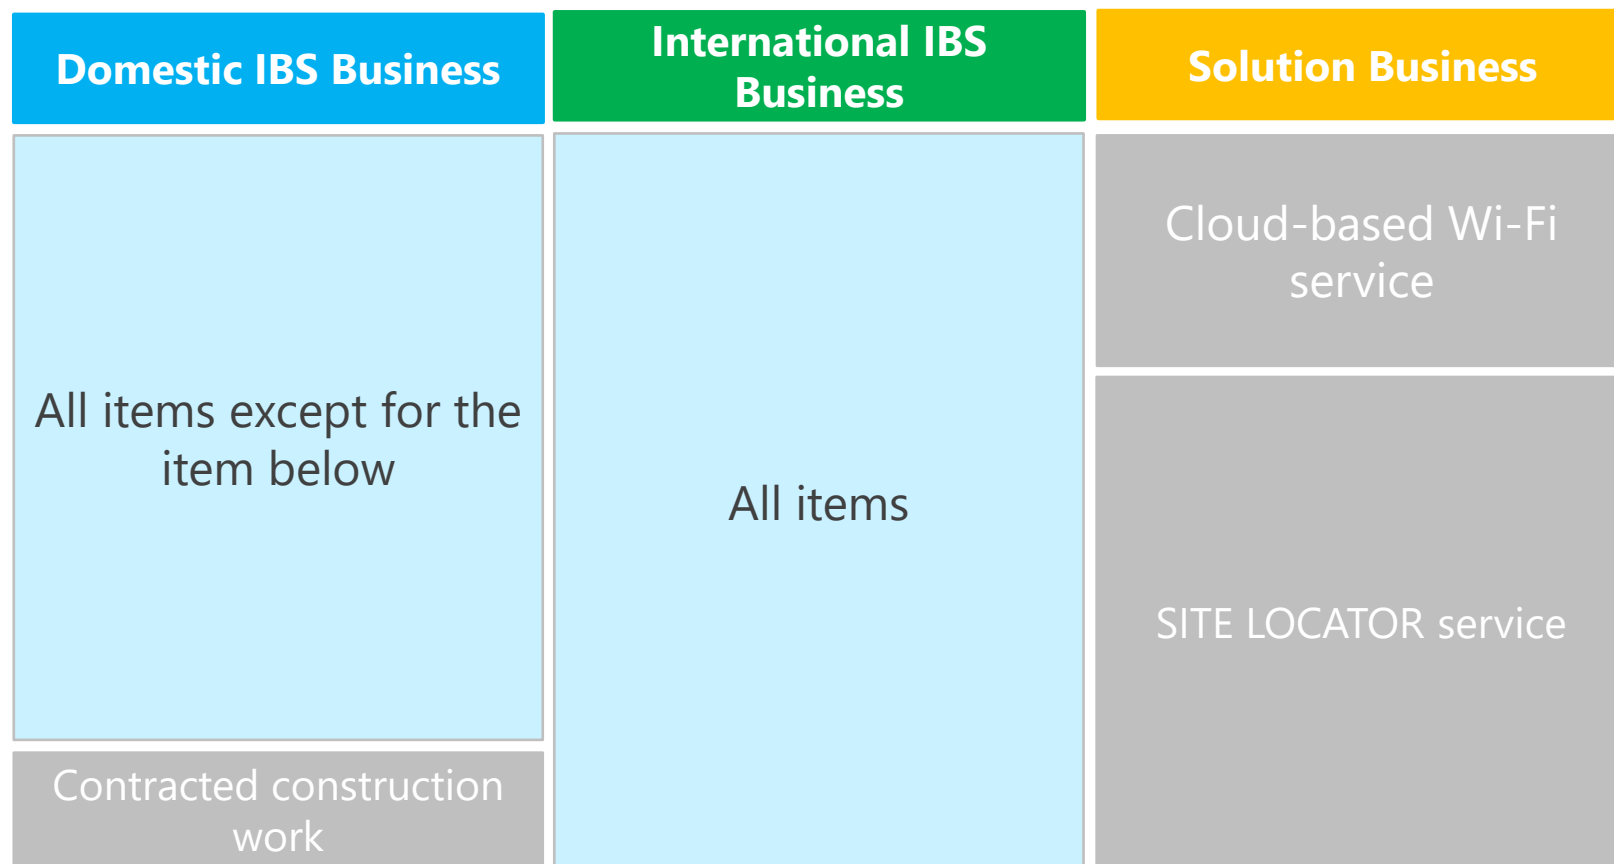 Domestic IBS Business
International IBS
Business
Solution Business
All items except for the
item below
Contracted construction
work
All items
Cloud-based Wi-Fi
service
SITE LOCATOR service